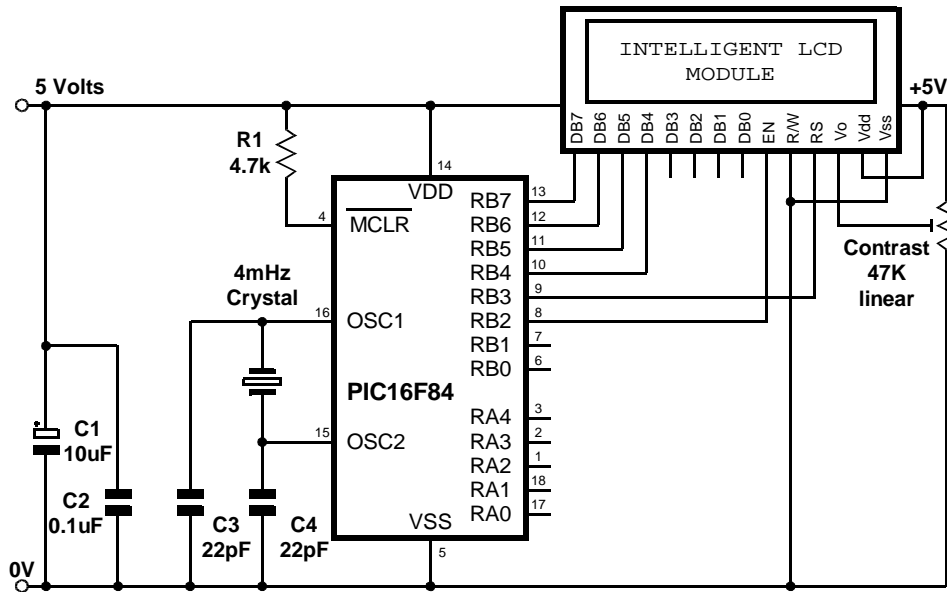 INTELLIGENT LCD
MODULE
5 Volts
+5V
DB7
DB6
DB5
DB4
DB3
DB2
DB1
DB0
EN
R/W
RS
Vo
Vdd
Vss
R1
4.7k
14
VDD
4
MCLR
RB7
13
RB6
12
RB5
11
RB4
10
RB3
9
RB2
8
RB1
7
RB0
6
Contrast
47K
linear
4mHz
Crystal
16
OSC1
PIC16F84
15
OSC2
RA4
3
RA3
2
RA2
1
RA1
18
RA0
17
+
C1
10uF
C2
0.1uF
C3
22pF
C4
22pF
VSS
5
0V